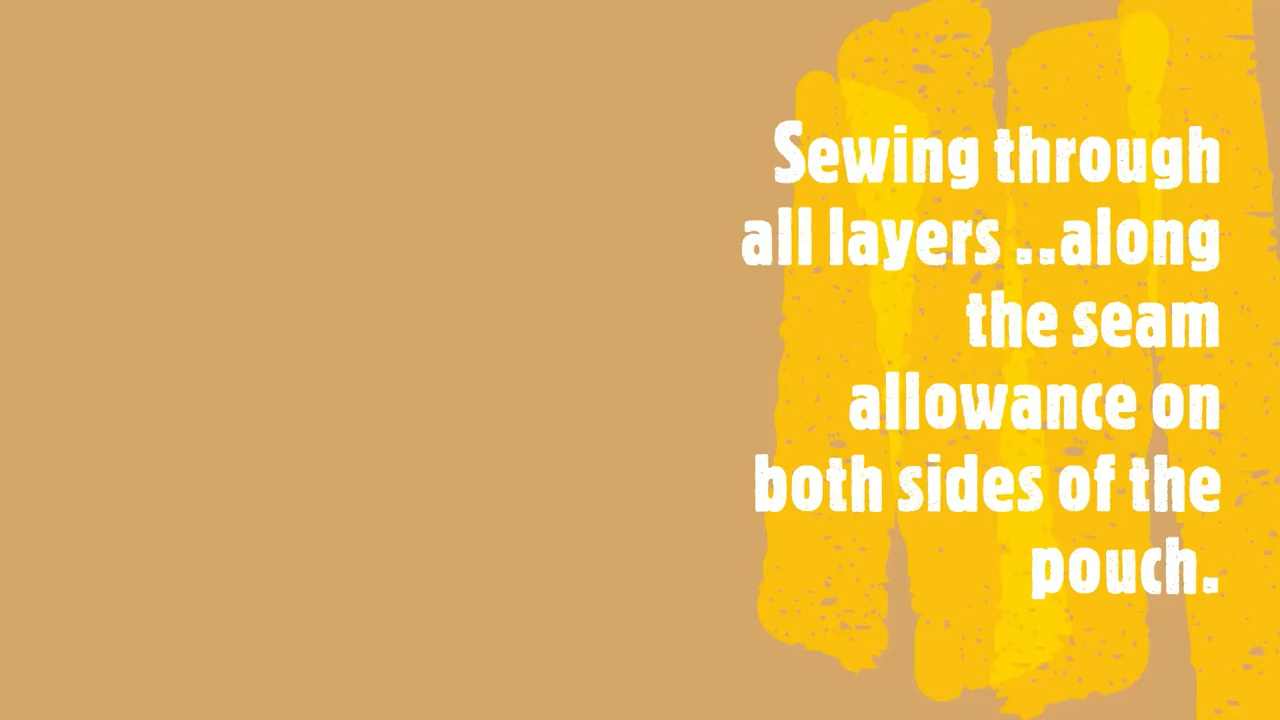 Sewing through
all layers ..along
the seam
allowance on
both sides of the
pouch.